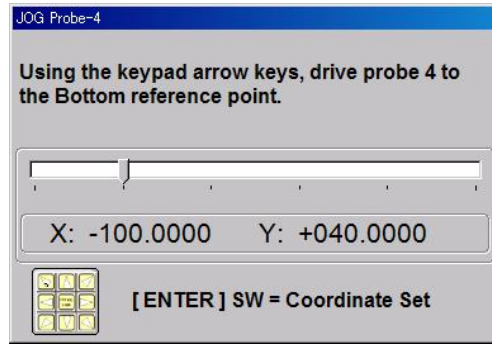 JOG Probe-4
Using the keypad arrow keys, drive probe 4 to
the Bottom reference point.
X: -100.0000 Y: +040.0000
[ ENTER ] SW = Coordinate Set